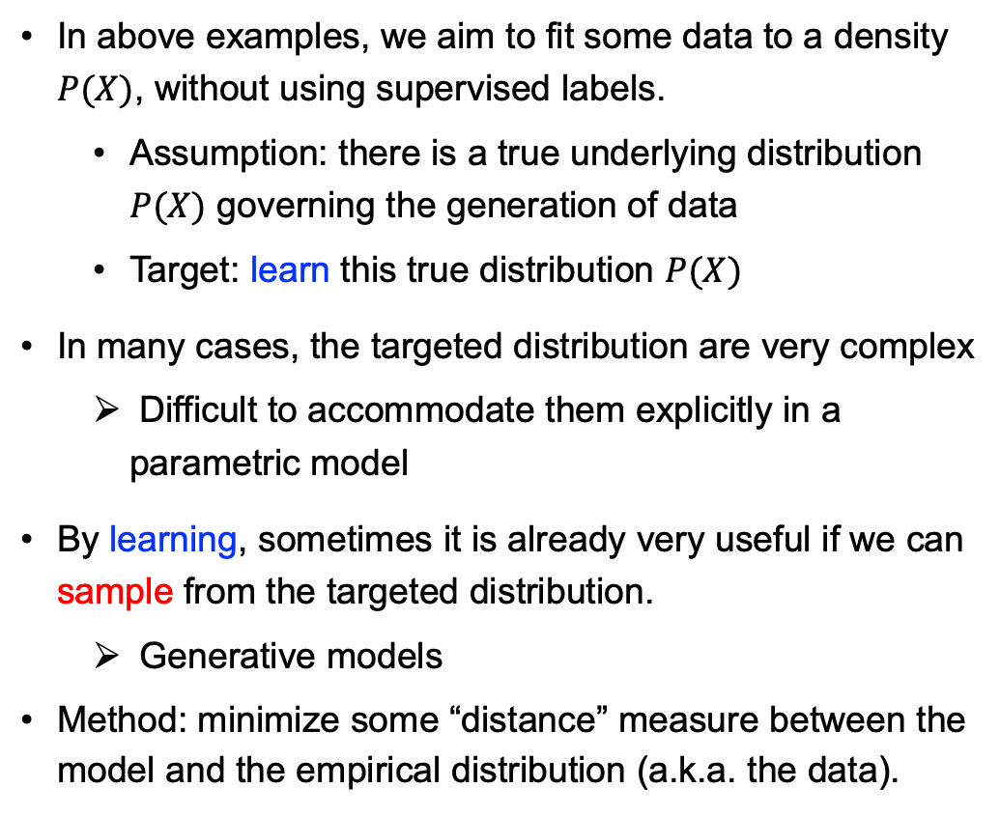 • In above examples, we aim to fit some data to a density
P(X), without using supervised labels.
• Assumption: there is a true underlying distribution
P(X) governing the generation of data
• Target: learn this true distribution P(X)
• In many cases, the targeted distribution are very complex
➢ Difficult to accommodate them explicitly in a
parametric model
• By learning, sometimes it is already very useful if we can
sample from the targeted distribution.
➢ Generative models
• Method: minimize some “distance” measure between the
model and the empirical distribution (a.k.a. the data).